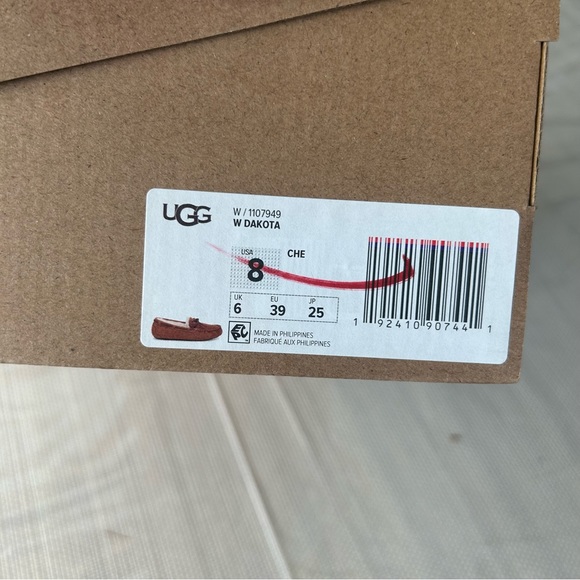 UGG
W / 1107949
W DAKOTA
USA
8
CHE
UK EU JP
6 39 25
MADE IN PHILIPPINES
FABRIQUÉ AUX PHILIPPINES
1 92410 90744 1